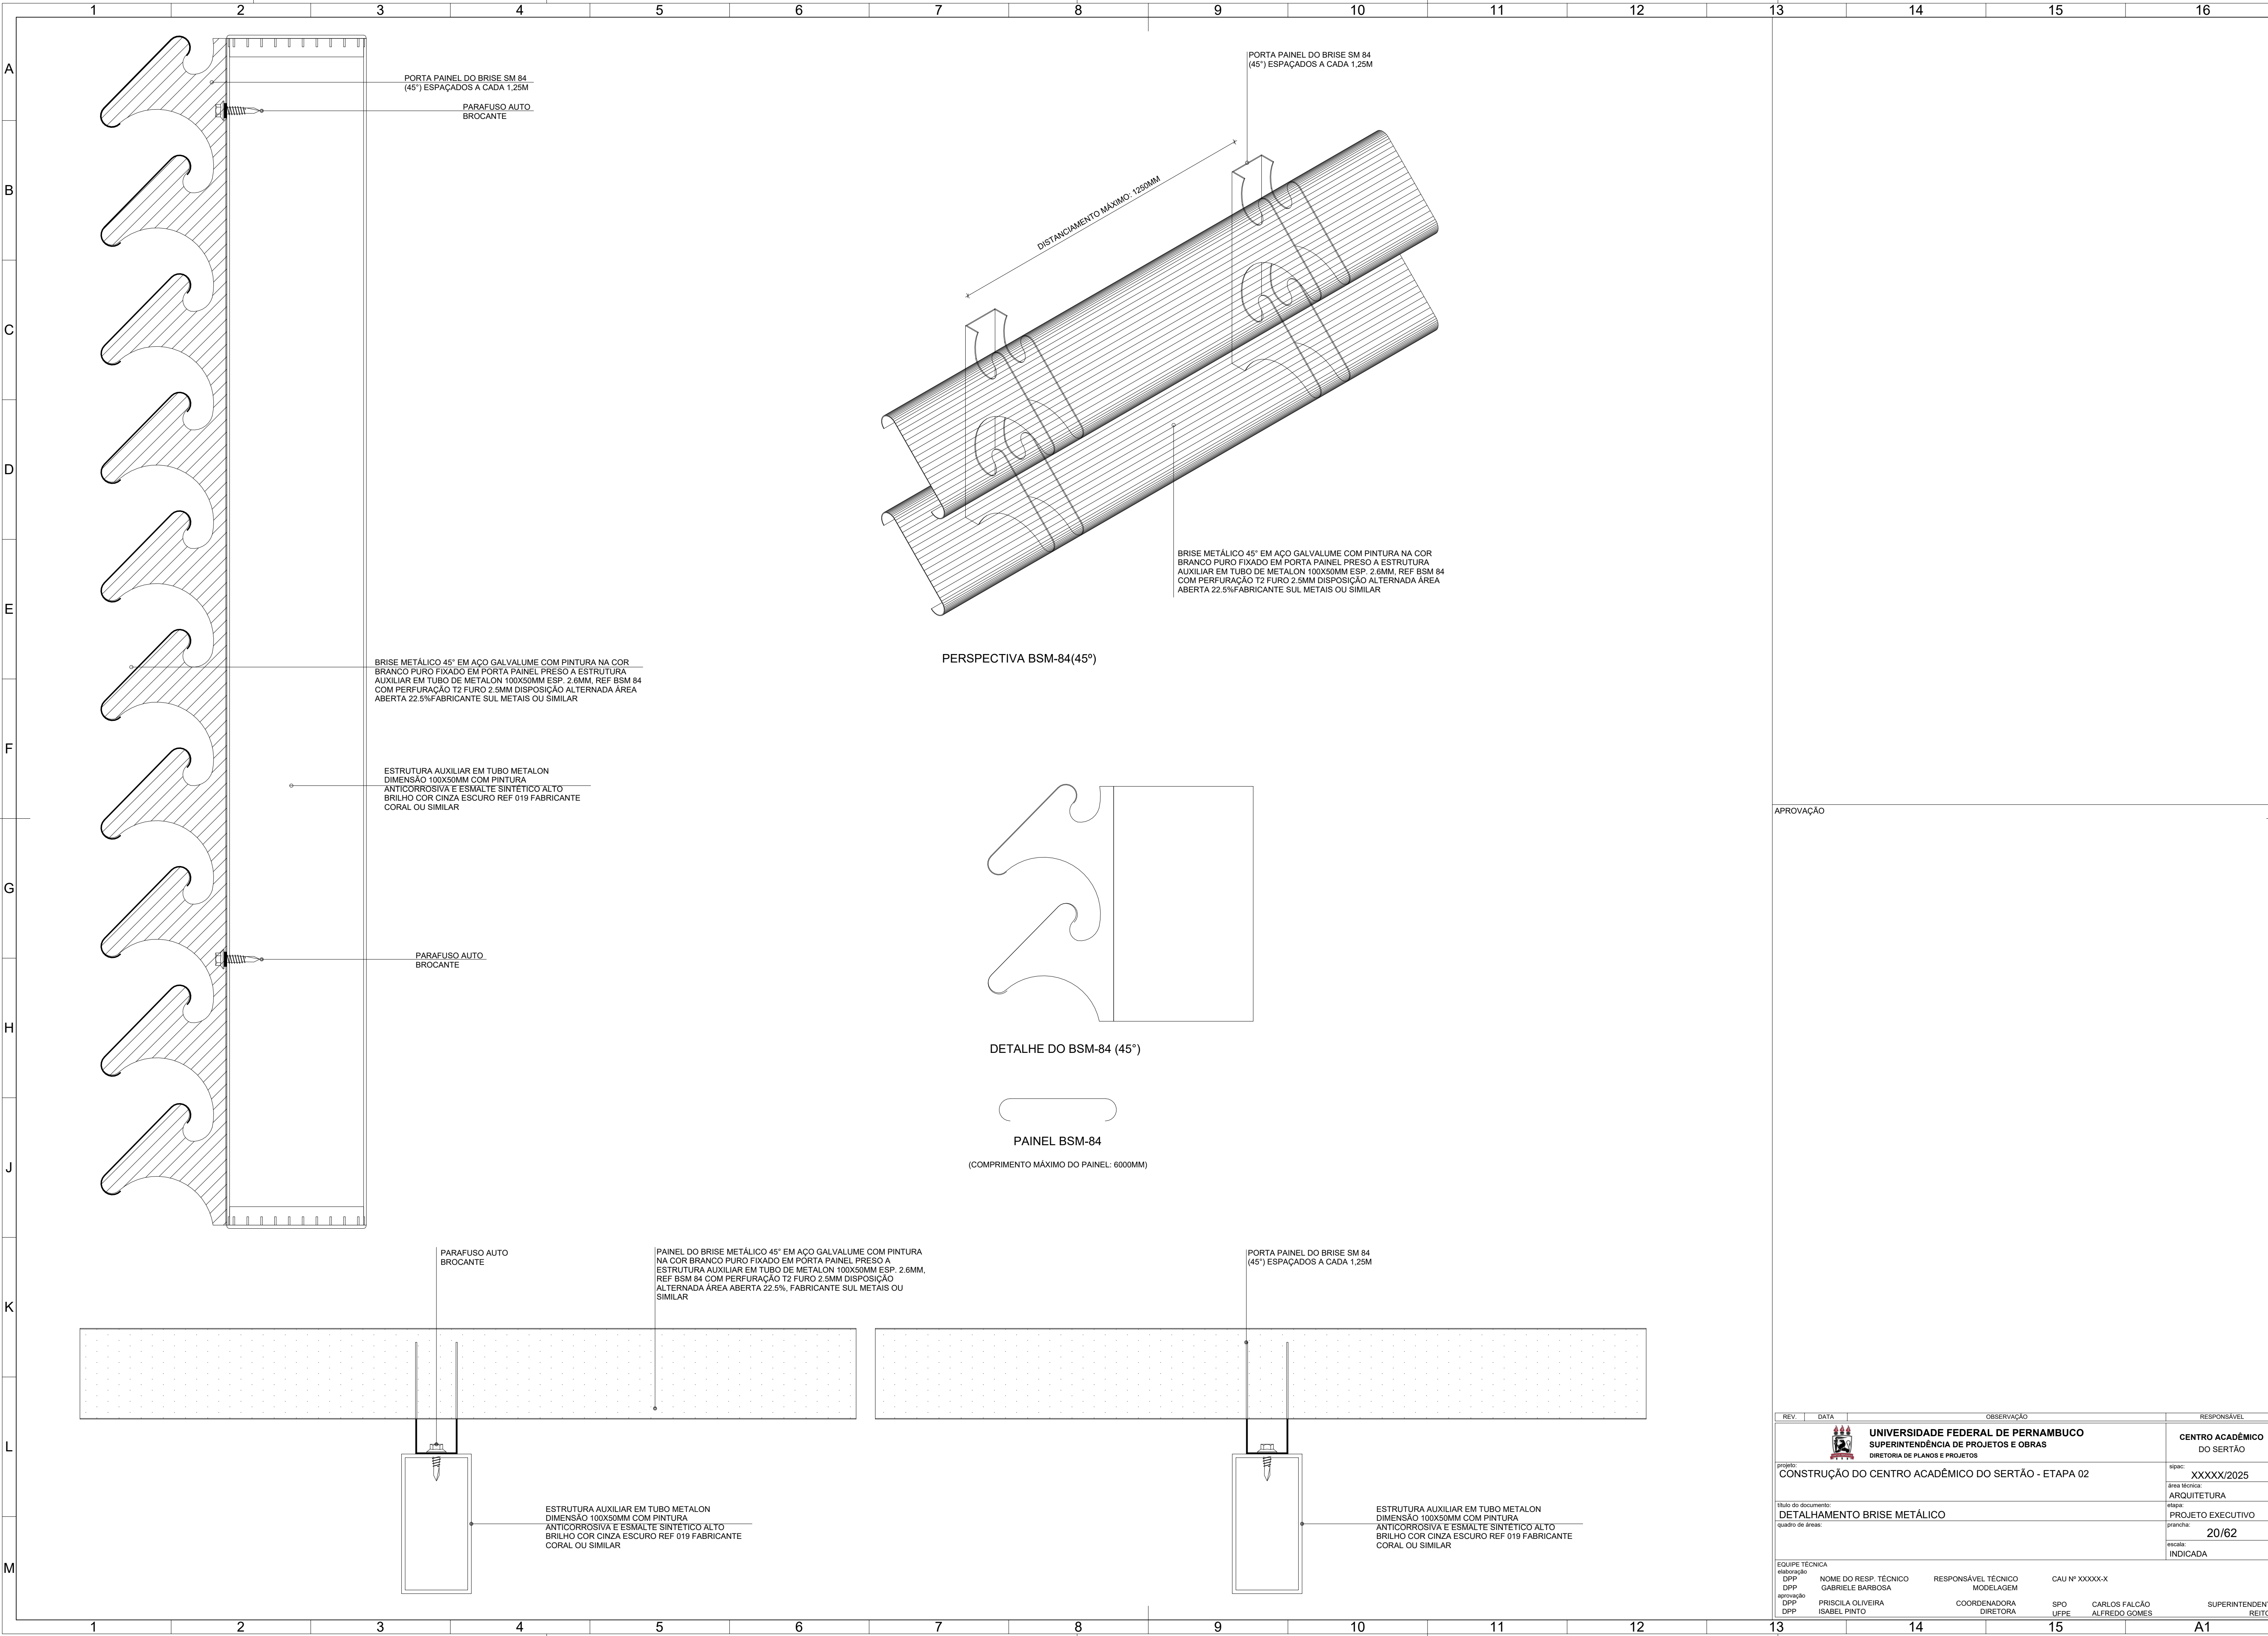 1 2 3 4 5 6 7 8 9 10 11 12 13 14 15 16
A
B
C
D
E
F
G
H
J
K
L
M
PORTA PAINEL DO BRISE SM 84
(45°) ESPAÇADOS A CADA 1,25M
PARAFUSO AUTO
BROCANTE
BRISE METÁLICO 45° EM AÇO GALVALUME COM PINTURA NA COR
BRANCO PURO FIXADO EM PORTA PAINEL PRESO A ESTRUTURA
AUXILIAR EM TUBO DE METALON 100X50MM ESP. 2.6MM, REF BSM 84
COM PERFURAÇÃO T2 FURO 2.5MM DISPOSIÇÃO ALTERNADA ÁREA
ABERTA 22.5%FABRICANTE SUL METAIS OU SIMILAR
ESTRUTURA AUXILIAR EM TUBO METALON
DIMENSÃO 100X50MM COM PINTURA
ANTICORROSIVA E ESMALTE SINTÉTICO ALTO
BRILHO COR CINZA ESCURO REF 019 FABRICANTE
CORAL OU SIMILAR
PARAFUSO AUTO
BROCANTE
PORTA PAINEL DO BRISE SM 84
(45°) ESPAÇADOS A CADA 1,25M
DISTANCIAMENTO MÁXIMO: 1250MM
BRISE METÁLICO 45° EM AÇO GALVALUME COM PINTURA NA COR
BRANCO PURO FIXADO EM PORTA PAINEL PRESO A ESTRUTURA
AUXILIAR EM TUBO DE METALON 100X50MM ESP. 2.6MM, REF BSM 84
COM PERFURAÇÃO T2 FURO 2.5MM DISPOSIÇÃO ALTERNADA ÁREA
ABERTA 22.5%FABRICANTE SUL METAIS OU SIMILAR
PERSPECTIVA BSM-84(45º)
DETALHE DO BSM-84 (45°)
PAINEL BSM-84
(COMPRIMENTO MÁXIMO DO PAINEL: 6000MM)
PARAFUSO AUTO
BROCANTE
PAINEL DO BRISE METÁLICO 45° EM AÇO GALVALUME COM PINTURA
NA COR BRANCO PURO FIXADO EM PORTA PAINEL PRESO A
ESTRUTURA AUXILIAR EM TUBO DE METALON 100X50MM ESP. 2.6MM,
REF BSM 84 COM PERFURAÇÃO T2 FURO 2.5MM DISPOSIÇÃO
ALTERNADA ÁREA ABERTA 22.5%, FABRICANTE SUL METAIS OU
SIMILAR
PORTA PAINEL DO BRISE SM 84
(45°) ESPAÇADOS A CADA 1,25M
ESTRUTURA AUXILIAR EM TUBO METALON
DIMENSÃO 100X50MM COM PINTURA
ANTICORROSIVA E ESMALTE SINTÉTICO ALTO
BRILHO COR CINZA ESCURO REF 019 FABRICANTE
CORAL OU SIMILAR
ESTRUTURA AUXILIAR EM TUBO METALON
DIMENSÃO 100X50MM COM PINTURA
ANTICORROSIVA E ESMALTE SINTÉTICO ALTO
BRILHO COR CINZA ESCURO REF 019 FABRICANTE
CORAL OU SIMILAR
APROVAÇÃO
REV. DATA OBSERVAÇÃO RESPONSÁVEL
UNIVERSIDADE FEDERAL DE PERNAMBUCO
SUPERINTENDÊNCIA DE PROJETOS E OBRAS
DIRETORIA DE PLANOS E PROJETOS
CENTRO ACADÊMICO
DO SERTÃO
projeto:
CONSTRUÇÃO DO CENTRO ACADÊMICO DO SERTÃO - ETAPA 02
sipac:
XXXXX/2025
área técnica:
ARQUITETURA
título do documento:
DETALHAMENTO BRISE METÁLICO
etapa:
PROJETO EXECUTIVO
quadro de áreas:
prancha:
20/62
escala:
INDICADA
EQUIPE TÉCNICA
elaboração
DPP NOME DO RESP. TÉCNICO RESPONSÁVEL TÉCNICO CAU Nº XXXXX-X
DPP GABRIELE BARBOSA MODELAGEM
aprovação
DPP PRISCILA OLIVEIRA COORDENADORA SPO CARLOS FALCÃO SUPERINTENDEN
DPP ISABEL PINTO DIRETORA UFPE ALFREDO GOMES REITO
1 2 3 4 5 6 7 8 9 10 11 12 13 14 15 A1